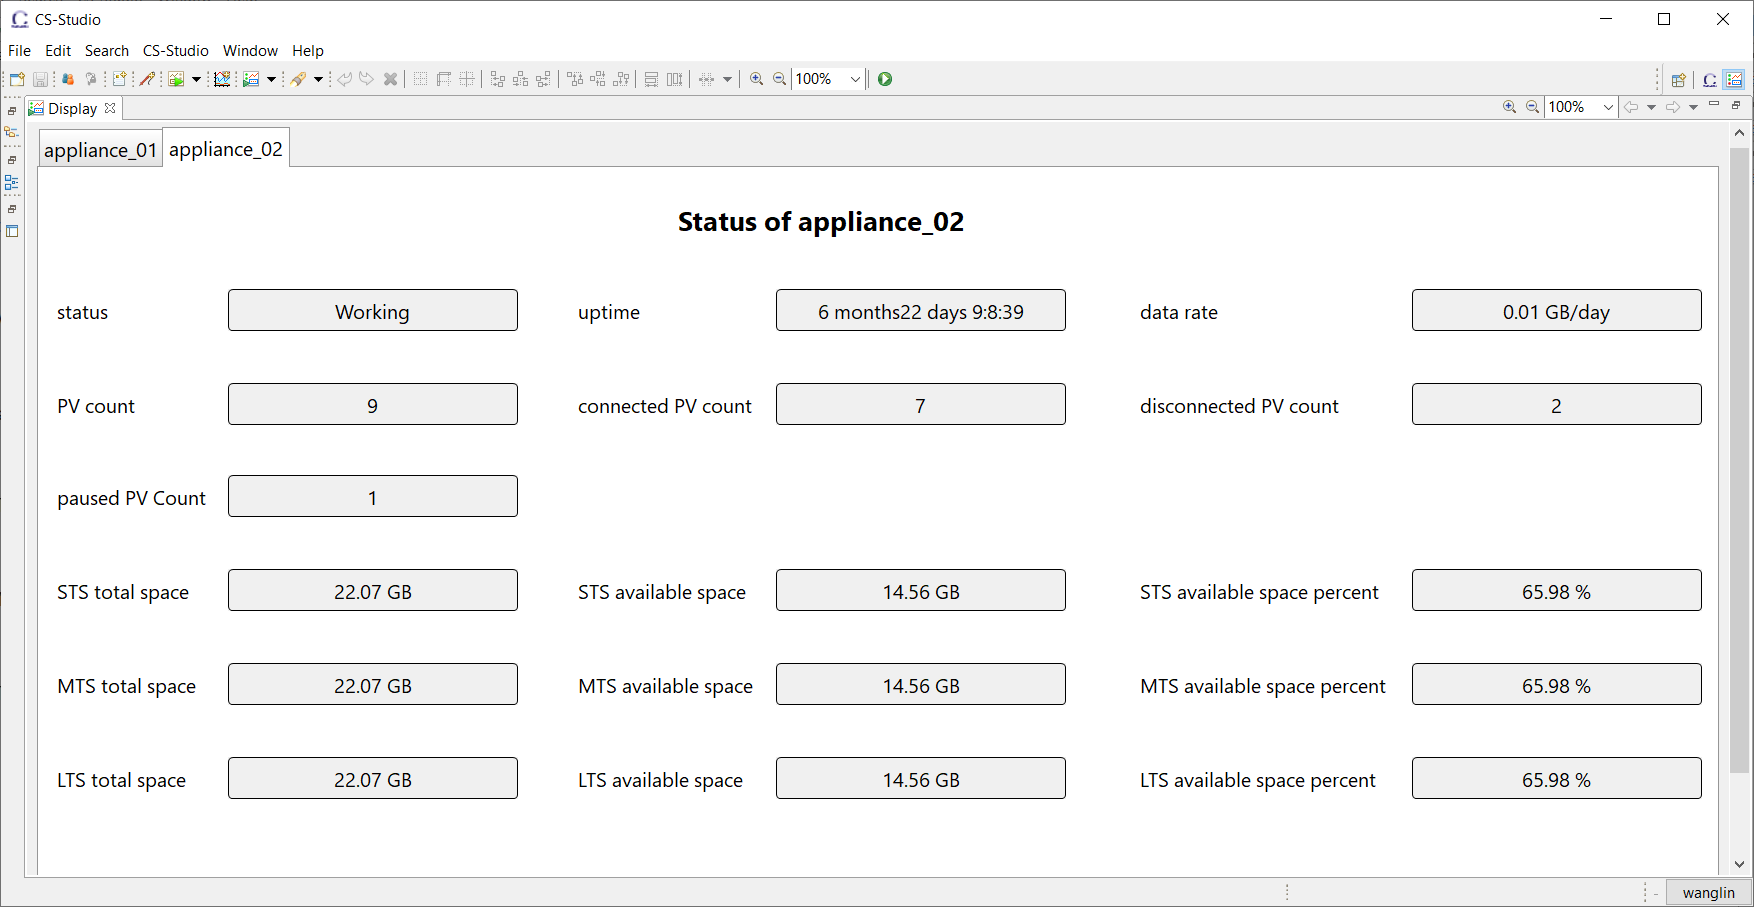 CS-Studio
File Edit Search CS-Studio Window Help
100%
Display 100%
appliance_01 appliance_02
Status of appliance_02
status Working uptime 6 months22 days 9:8:39 data rate 0.01 GB/day
PV count 9 connected PV count 7 disconnected PV count 2
paused PV Count 1
STS total space 22.07 GB STS available space 14.56 GB STS available space percent 65.98 %
MTS total space 22.07 GB MTS available space 14.56 GB MTS available space percent 65.98 %
LTS total space 22.07 GB LTS available space 14.56 GB LTS available space percent 65.98 %
wanglin